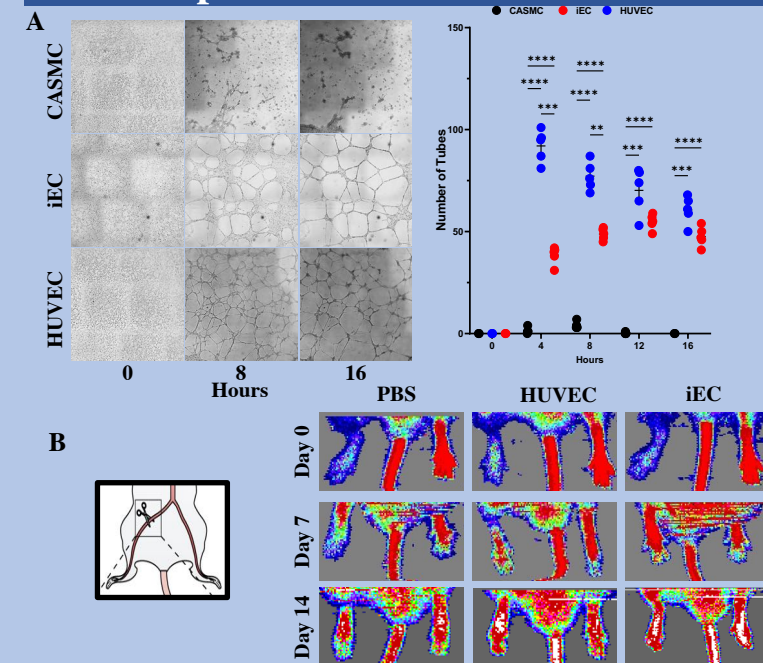 A
CASMC
iEC
HUVEC
0
8
16
Hours
CASMC iEC HUVEC
Number of Tubes
150
100
50
0
****
****
***
****
****
**
****
***
****
***
0 4 8 12 16
Hours
B
PBS HUVEC iEC
Day 0
Day 7
Day 14